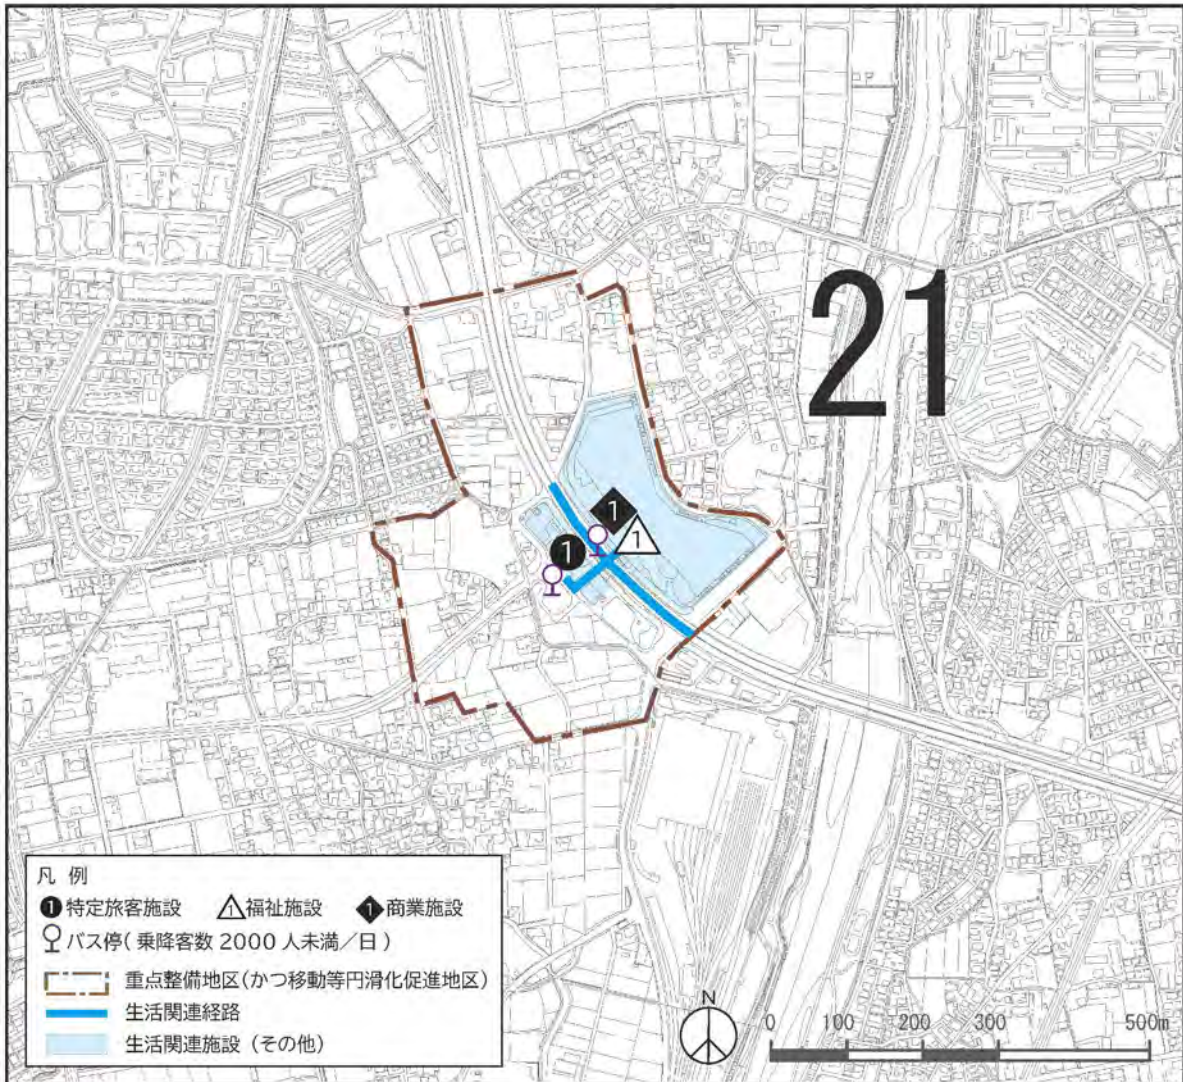 21
1
1
1
凡 例
1 特定旅客施設 1 福祉施設 1 商業施設
バス停( 乗降客数 2000 人未満／日 )
重点整備地区(かつ移動等円滑化促進地区)
生活関連経路
生活関連施設 (その他)
N
0 100 200 300 500m